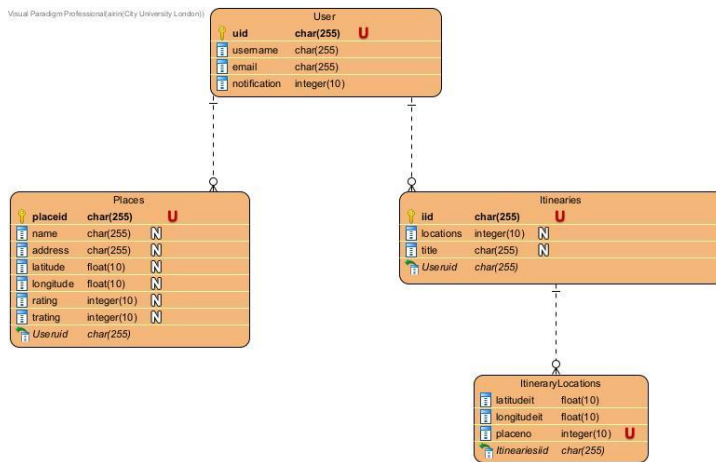 Visual Paradigm Professional(airin(City University London))
User
uid char(255) U
username char(255)
email char(255)
notification integer(10)
Places
placeid char(255) U
name char(255) N
address char(255) N
latitude float(10) N
longitude float(10) N
rating integer(10) N
trating integer(10) N
Useruid char(255)
Itinearies
iid char(255) U
locations integer(10) N
title char(255) N
Useruid char(255)
ItineraryLocations
latitudeit float(10)
longitudeit float(10)
placeno integer(10) U
Itineariesiid char(255)